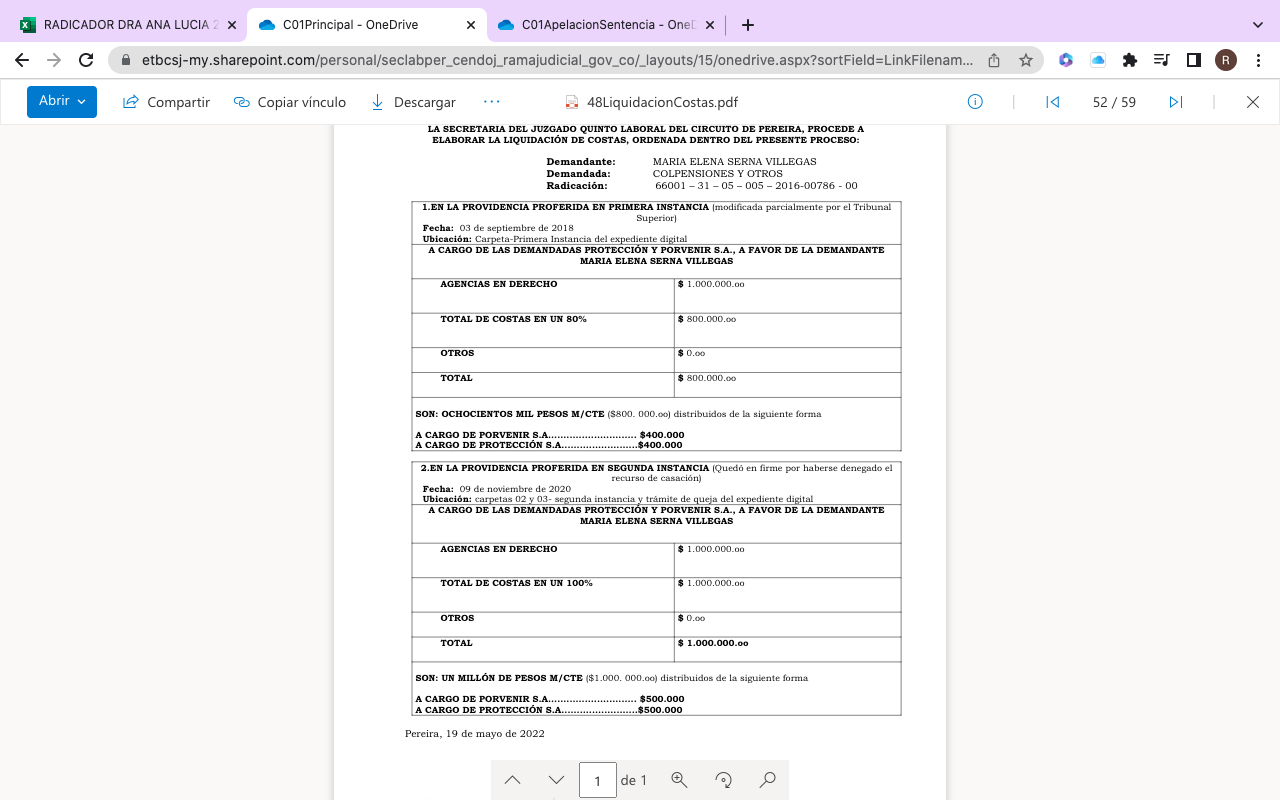 RADICADOR DRA ANA LUCIA 2
C01Principal - OneDrive
C01ApelacionSentencia - OneD
etbcsj-my.sharepoint.com/personal/seclabper_cendoj_ramajudicial_gov_co/_layouts/15/onedrive.aspx?sortField=LinkFilenam...
R
Abrir
Compartir
Copiar vínculo
Descargar
48LiquidacionCostas.pdf
52 / 59
LA SECRETARIA DEL JUZGADO QUINTO LABORAL DEL CIRCUITO DE PEREIRA, PROCEDE A
ELABORAR LA LIQUIDACIÓN DE COSTAS, ORDENADA DENTRO DEL PRESENTE PROCESO:
Demandante: MARIA ELENA SERNA VILLEGAS
Demandada: COLPENSIONES Y OTROS
Radicación: 66001 – 31 – 05 – 005 – 2016-00786 - 00
1.EN LA PROVIDENCIA PROFERIDA EN PRIMERA INSTANCIA (modificada parcialmente por el Tribunal
Superior)
Fecha: 03 de septiembre de 2018
Ubicación: Carpeta-Primera Instancia del expediente digital
A CARGO DE LAS DEMANDADAS PROTECCIÓN Y PORVENIR S.A., A FAVOR DE LA DEMANDANTE
MARIA ELENA SERNA VILLEGAS
AGENCIAS EN DERECHO $ 1.000.000.oo
TOTAL DE COSTAS EN UN 80% $ 800.000.oo
OTROS $ 0.oo
TOTAL $ 800.000.oo
SON: OCHOCIENTOS MIL PESOS M/CTE ($800. 000.oo) distribuidos de la siguiente forma
A CARGO DE PORVENIR S.A............................. $400.000
A CARGO DE PROTECCIÓN S.A.........................$400.000
2.EN LA PROVIDENCIA PROFERIDA EN SEGUNDA INSTANCIA (Quedó en firme por haberse denegado el
recurso de casación)
Fecha: 09 de noviembre de 2020
Ubicación: carpetas 02 y 03- segunda instancia y trámite de queja del expediente digital
A CARGO DE LAS DEMANDADAS PROTECCIÓN Y PORVENIR S.A., A FAVOR DE LA DEMANDANTE
MARIA ELENA SERNA VILLEGAS
AGENCIAS EN DERECHO $ 1.000.000.oo
TOTAL DE COSTAS EN UN 100% $ 1.000.000.oo
OTROS $ 0.oo
TOTAL $ 1.000.000.oo
SON: UN MILLÓN DE PESOS M/CTE ($1.000. 000.oo) distribuidos de la siguiente forma
A CARGO DE PORVENIR S.A............................. $500.000
A CARGO DE PROTECCIÓN S.A.........................$500.000
Pereira, 19 de mayo de 2022
1 de 1